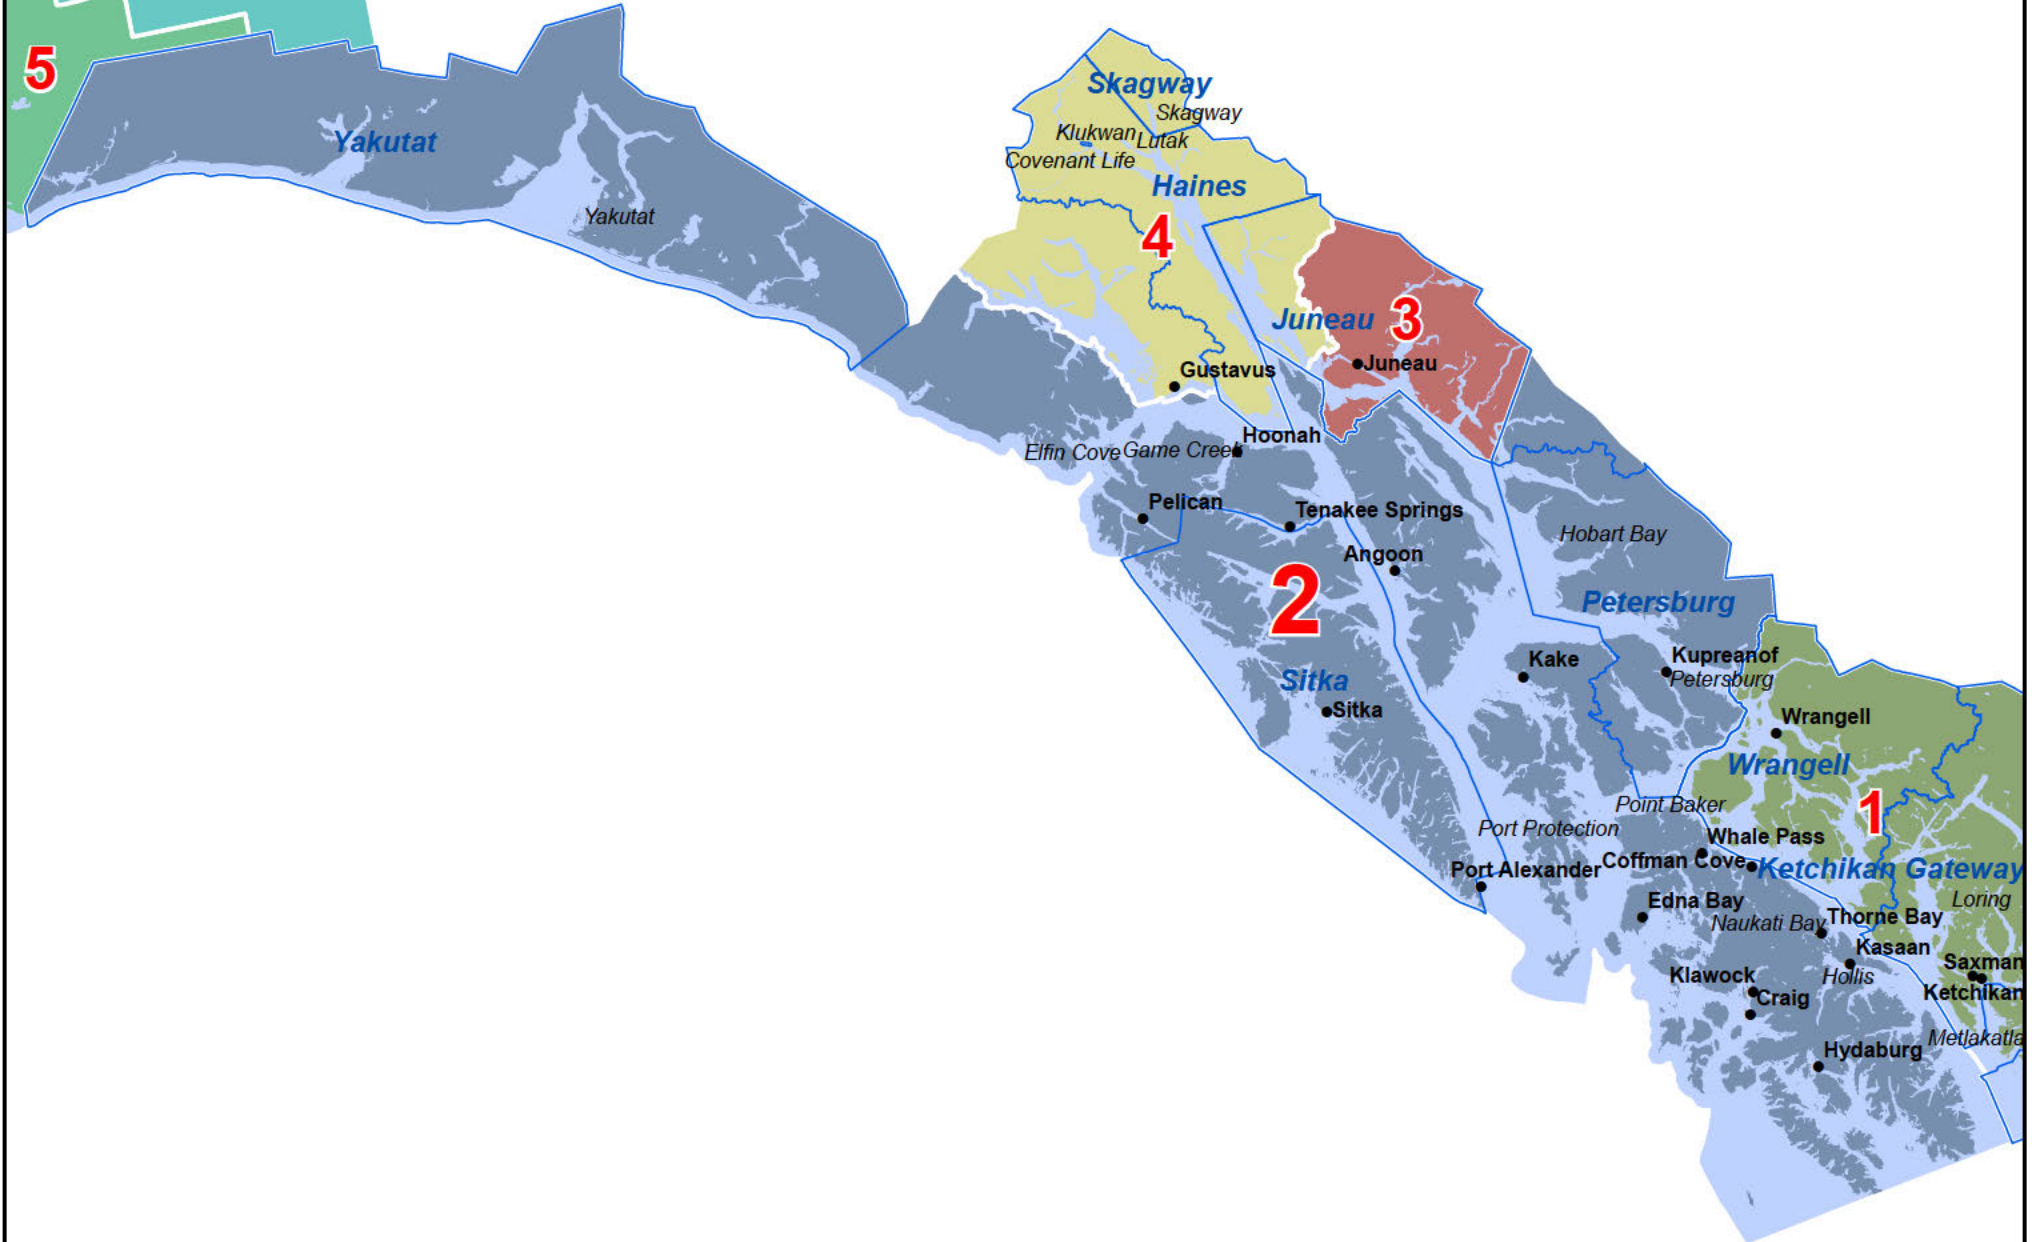 5
Yakutat
Yakutat
Skagway
Skagway
Klukwan
Lutak
Covenant Life
Haines
4
Juneau
3
Juneau
Gustavus
Hoonah
Elfin Cove
Game Creek
Pelican
Tenakee Springs
Angoon
Hobart Bay
2
Petersburg
Kake
Kupreanof
Petersburg
Sitka
Sitka
Wrangell
Wrangell
Point Baker
1
Port Protection
Whale Pass
Coffman Cove
Port Alexander
Ketchikan Gateway
Edna Bay
Loring
Naukati Bay
Thorne Bay
Kasaan
Saxman
Klawock
Hollis
Craig
Ketchikan
Metlakatla
Hydaburg